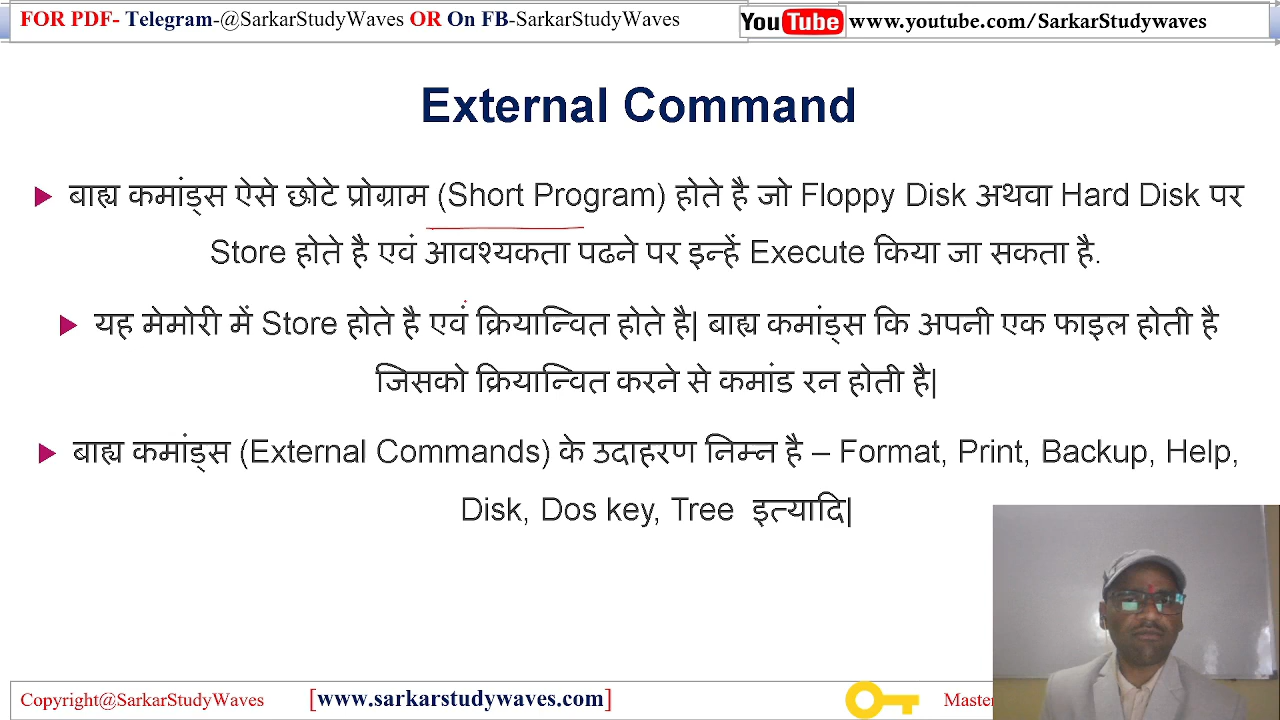 FOR PDF- Telegram-@SarkarStudyWaves OR On FB-SarkarStudyWaves
YouTube www.youtube.com/SarkarStudywaves
External Command
बाह्य कमांड्स ऐसे छोटे प्रोग्राम (Short Program) होते है जो Floppy Disk अथवा Hard Disk पर
Store होते है एवं आवश्यकता पढने पर इन्हें Execute किया जा सकता है.
यह मेमोरी में Store होते है एवं क्रियान्वित होते है| बाह्य कमांड्स कि अपनी एक फाइल होती है
जिसको क्रियान्वित करने से कमांड रन होती है|
बाह्य कमांड्स (External Commands) के उदाहरण निम्न है – Format, Print, Backup, Help,
Disk, Dos key, Tree इत्यादि|
Copyright@SarkarStudyWaves [www.sarkarstudywaves.com] Master